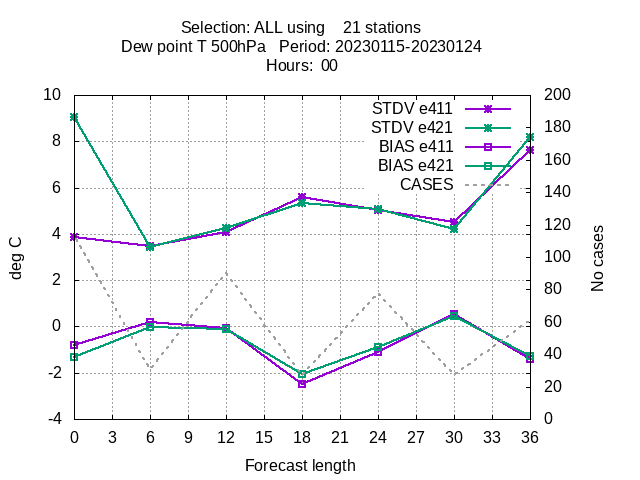 Selection: ALL using    21 stations
Dew point T 500hPa   Period: 20230115-20230124
Hours:  00
10
8
6
4
2
0
-2
-4
deg C
200
180
160
140
120
100
80
60
40
20
0
No cases
STDV e411
STDV e421
BIAS e411
BIAS e421
CASES
0 3 6 9 12 15 18 21 24 27 30 33 36
Forecast length